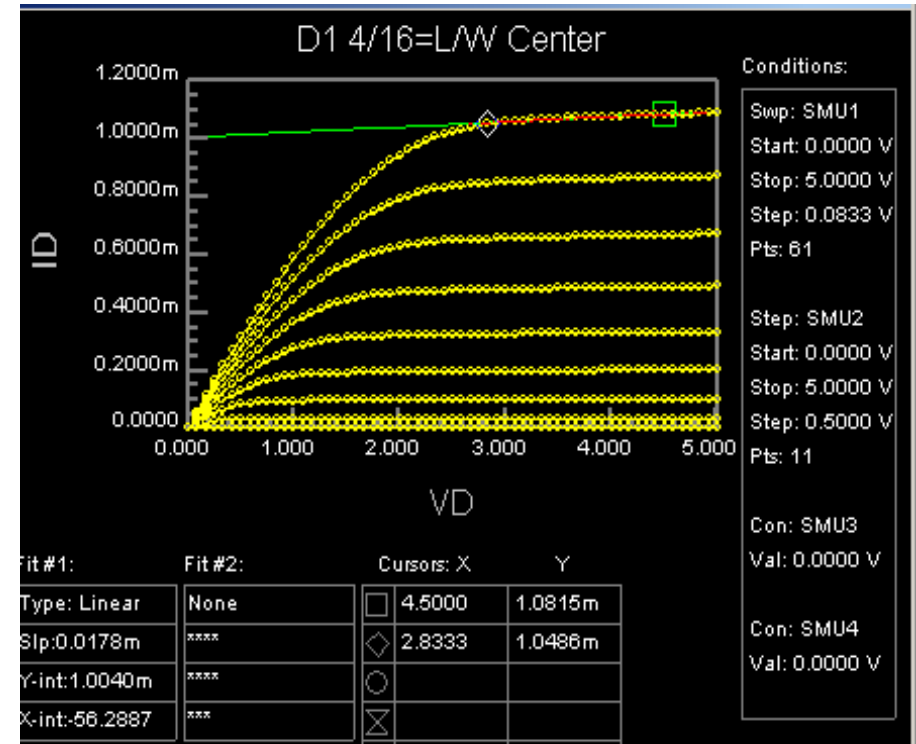 D1 4/16=L/W Center
1.2000m
1.0000m
0.8000m
0.6000m
0.4000m
0.2000m
0.0000
ID
0.000 1.000 2.000 3.000 4.000 5.000
VD
Conditions:
Swp: SMU1
Start: 0.0000 V
Stop: 5.0000 V
Step: 0.0833 V
Pts: 61
Step: SMU2
Start: 0.0000 V
Stop: 5.0000 V
Step: 0.5000 V
Pts: 11
Con: SMU3
Val: 0.0000 V
Con: SMU4
Val: 0.0000 V
Fit #1: Fit #2: Cursors: X Y
Type: Linear None 4.5000 1.0815m
Slp:0.0178m **** 2.8333 1.0486m
Y-int:1.0040m ****
X-int:-56.2887 ***